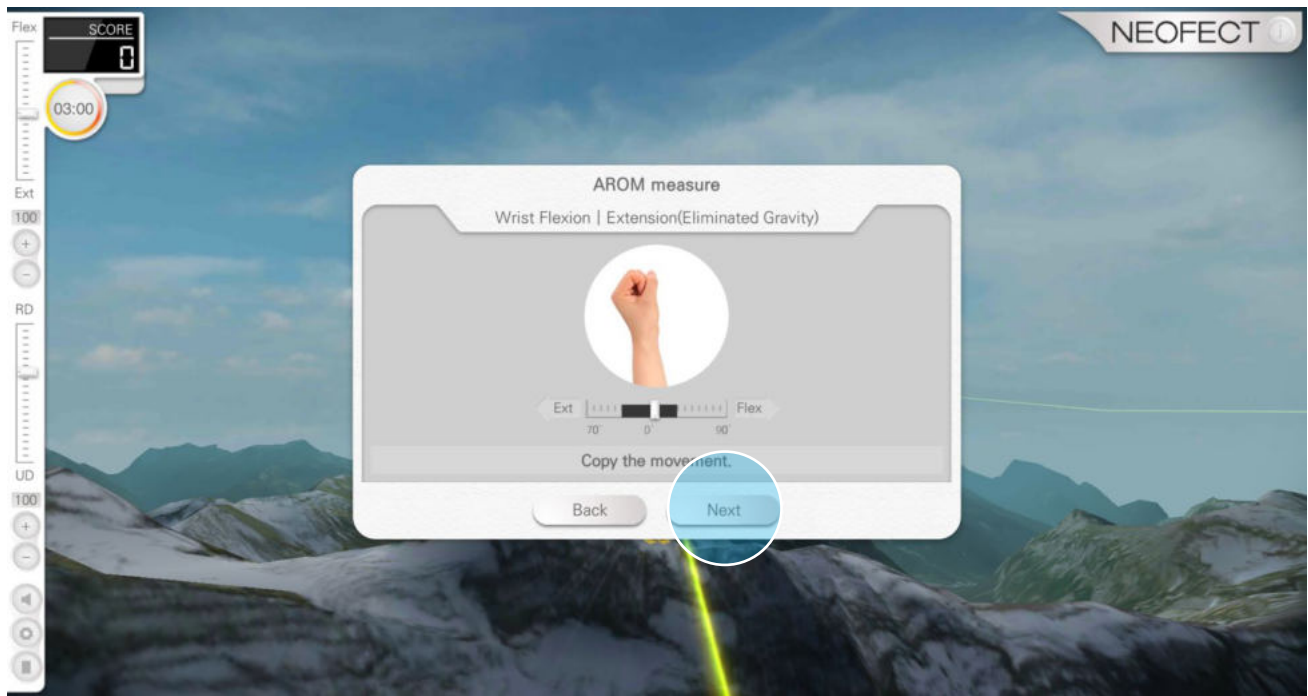 Flex
SCORE
0
03:00
Ext
100
+
-
RD
UD
100
+
-
NEOFECT
AROM measure
Wrist Flexion | Extension(Eliminated Gravity)
Ext
Flex
70°
0°
90°
Copy the movement.
Back
Next